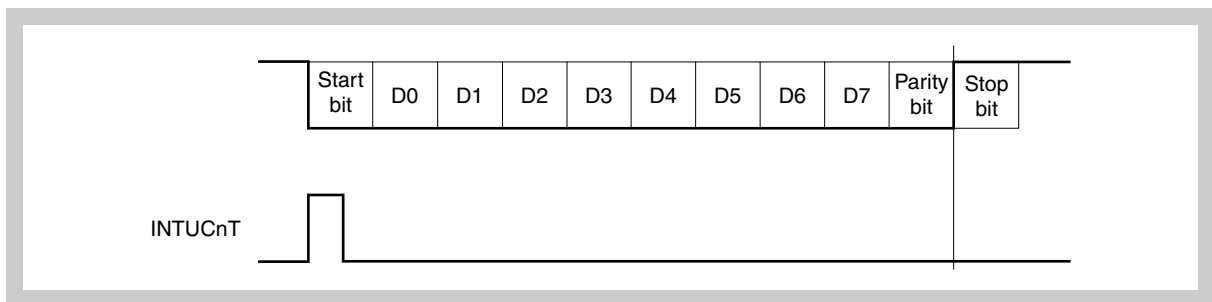 Start
bit
D0
D1
D2
D3
D4
D5
D6
D7
Parity
bit
Stop
bit
INTUCnT